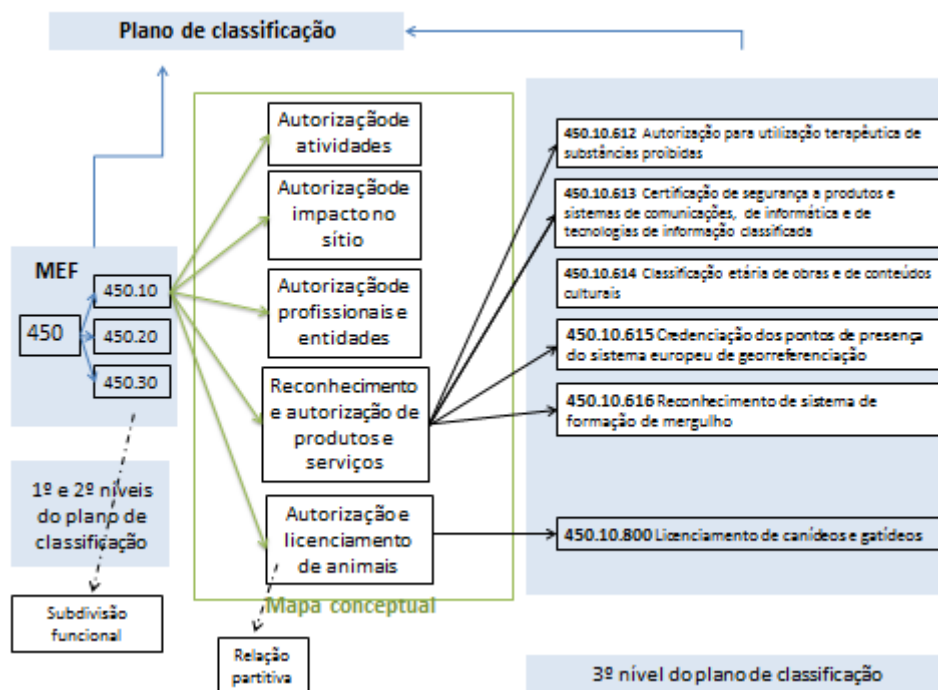 Plano de classificação
MEF
450
450.10
450.20
450.30
1º e 2º níveis
do plano de
classificação
Subdivisão
funcional
Autorizaçãode
atividades
Autorizaçãode
impacto no
sítio
Autorizaçãode
profissionais e
entidades
Reconhecimento
e autorização de
produtos e
serviços
Autorização e
licenciamento
de animais
Mapa conceptual
Relação
partitiva
450.10.612 Autorização para utilização terapêutica de
substâncias proibidas
450.10.613 Certificação de segurança a produtos e
sistemas de comunicações, de informática e de
tecnologias de informação classificada
450.10.614 Classificação etária de obras e de conteúdos
culturais
450.10.615 Credenciação dos pontos de presença
do sistema europeu de georreferenciação
450.10.616 Reconhecimento de sistema de
formação de mergulho
450.10.800 Licenciamento de canídeos e gatídeos
3º nível do plano de classificação